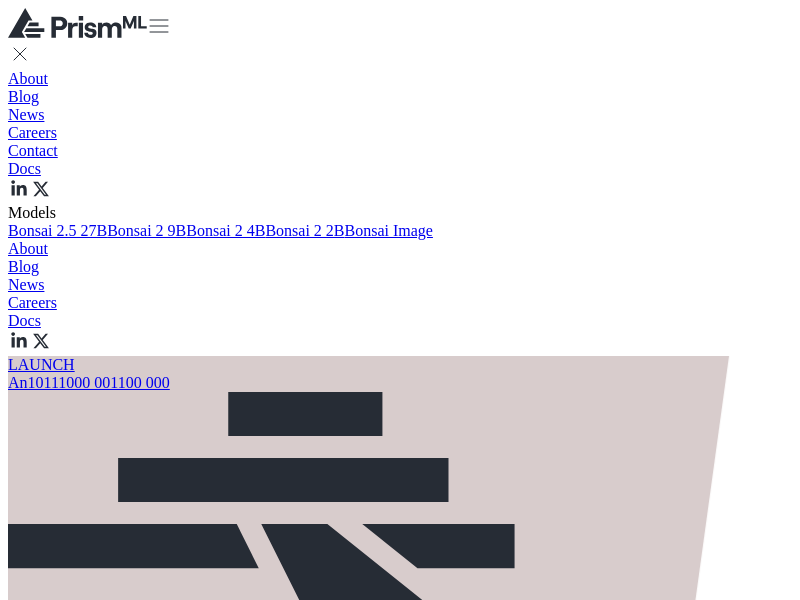 PrismML
About
Blog
News
Careers
Contact
Docs
Models
Bonsai 2.5 27BBonsai 2 9BBonsai 2 4BBonsai 2 2BBonsai Image
About
Blog
News
Careers
Docs
LAUNCH
An10111000 001100 000